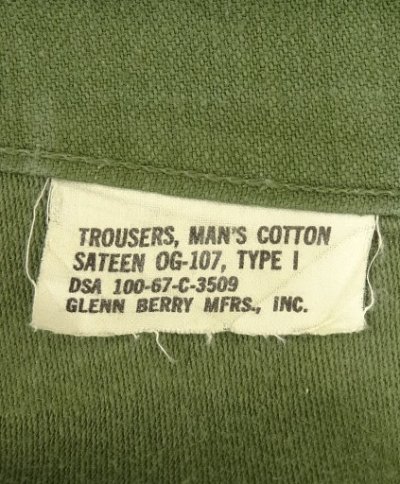 TROUSERS, MAN'S COTTON
SATEEN OG-107, TYPE I
DSA 100-67-C-3509
GLENN BERRY MFRS., INC.